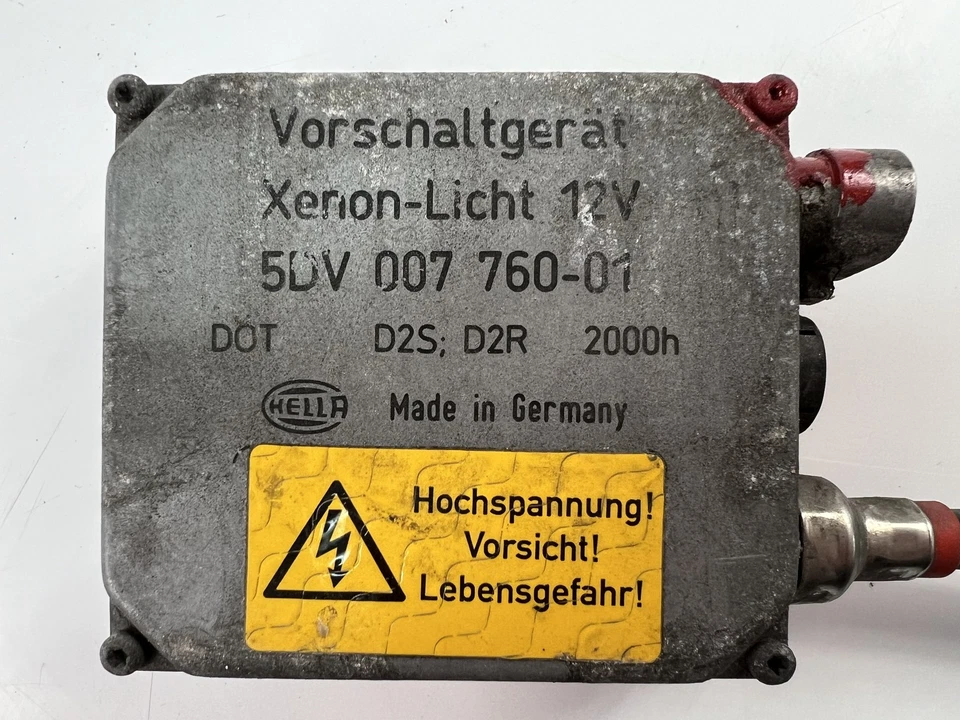 Vorschaltgerät
Xenon-Licht 12V
5DV 007 760-01
DOT D2S; D2R 2000h
HELLA Made in Germany
Hochspannung!
Vorsicht!
Lebensgefahr!